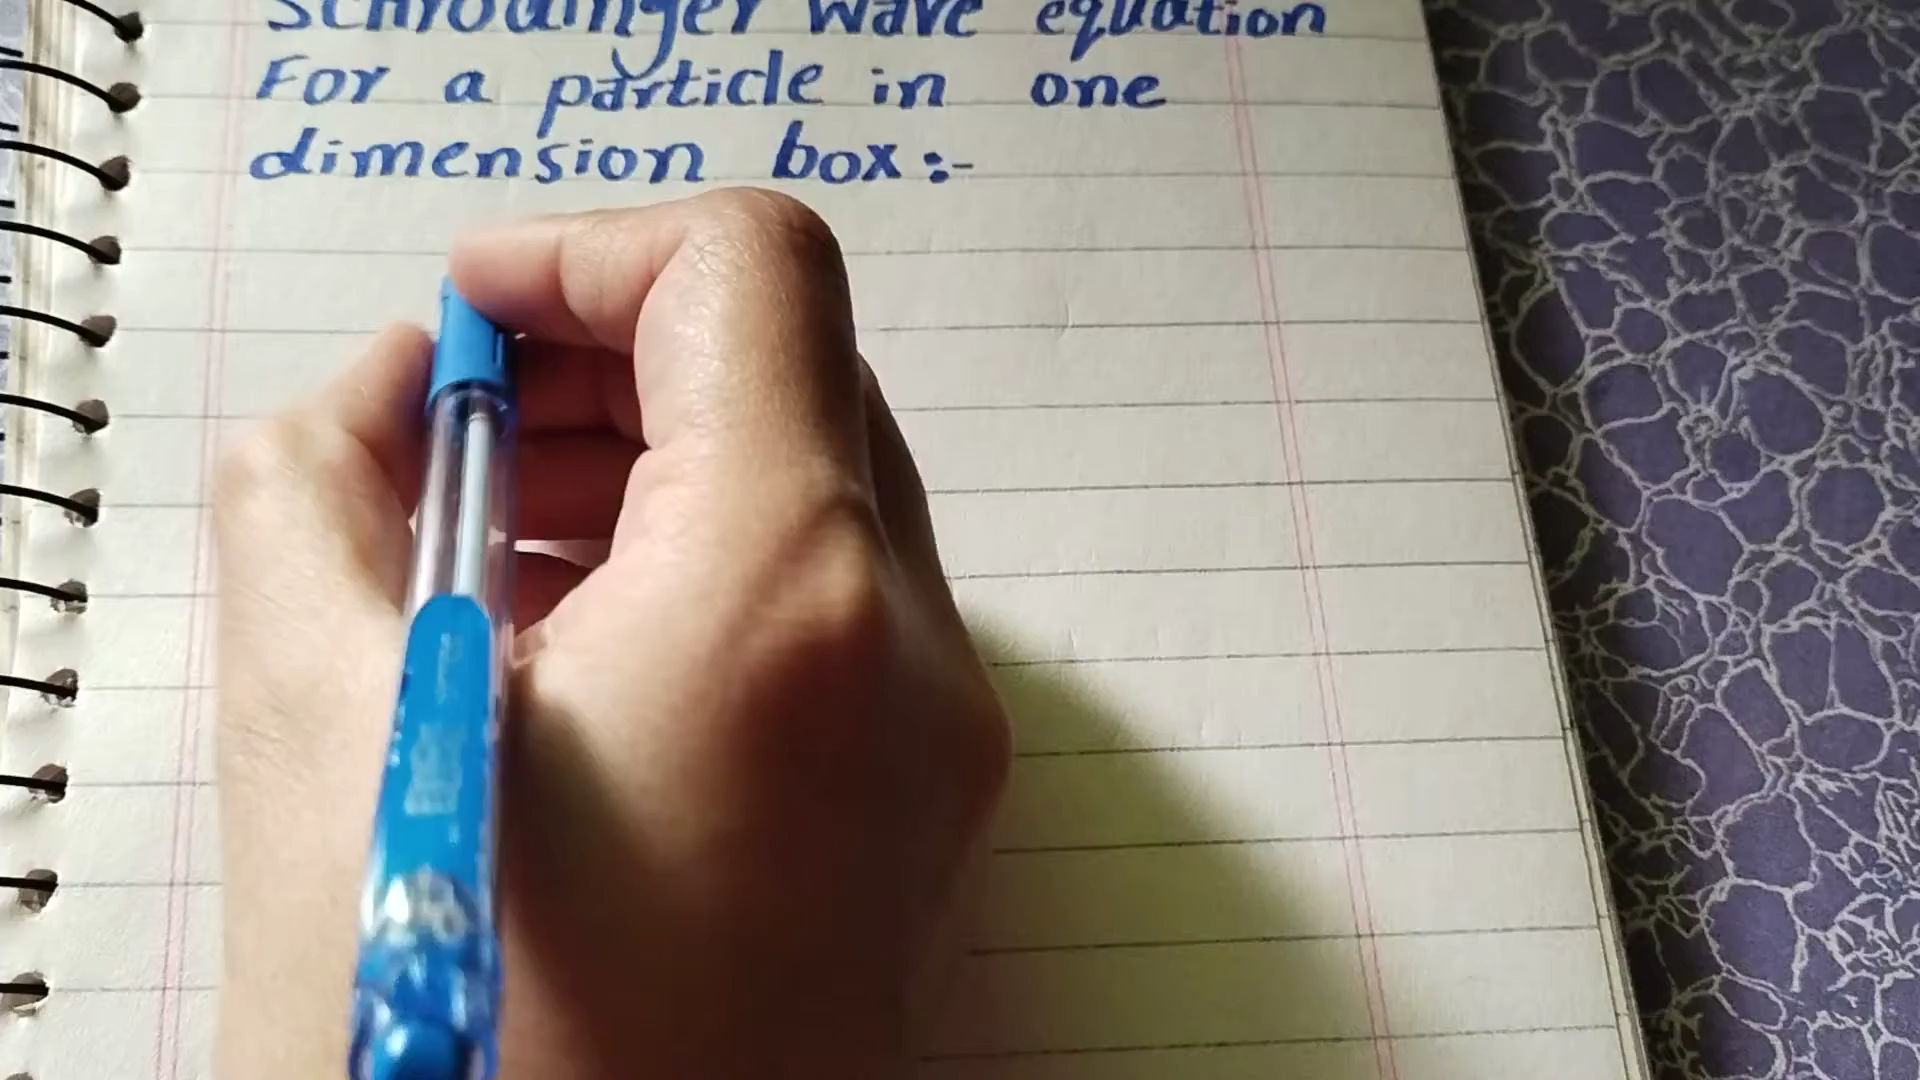 Schrodinger wave equation
For a particle in one
dimension box:-